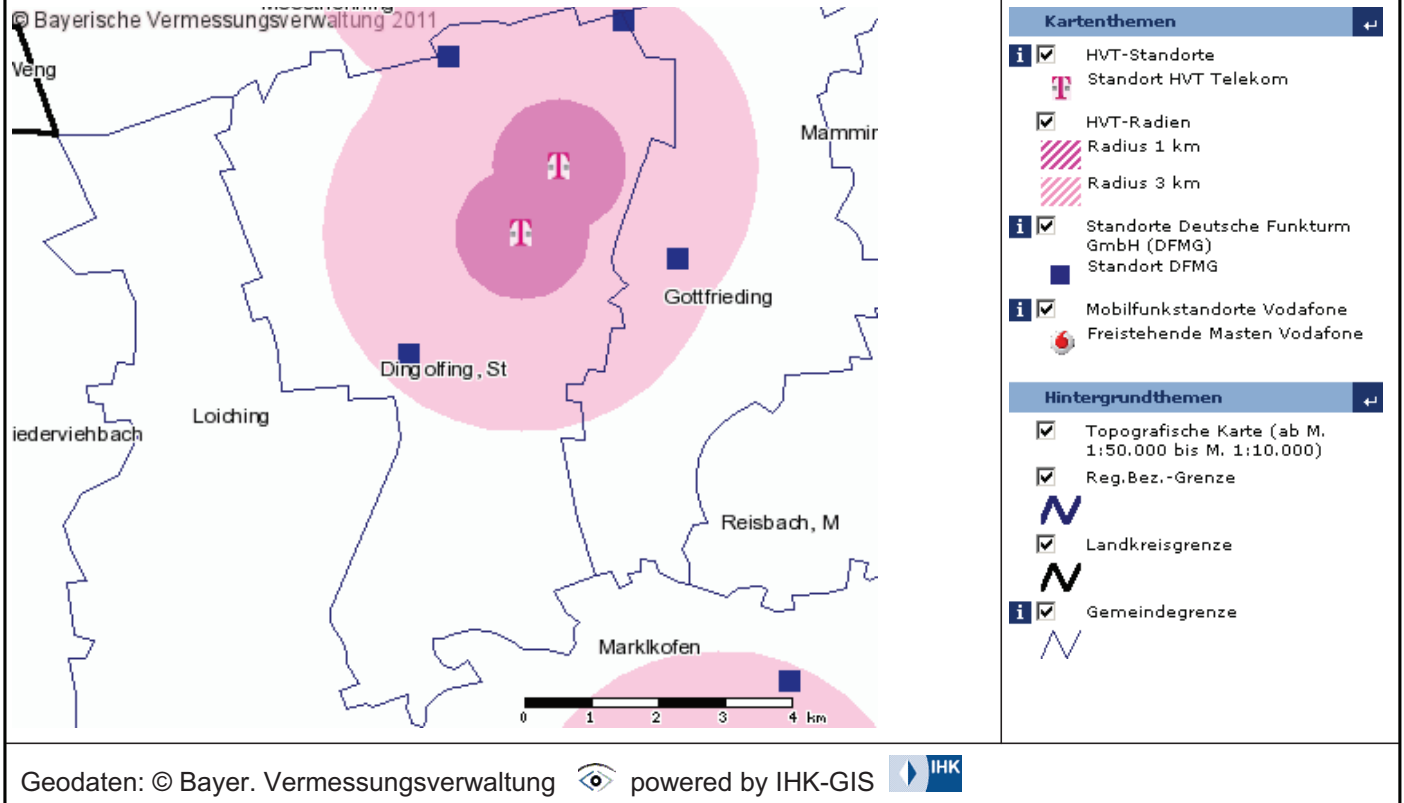 © Bayerische Vermessungsverwaltung 2011
Weng
Gottfrieding
Dingolfing, St
Loiching
iederviehbach
Mammin
Reisbach, M
Marklkofen
0 1 2 3 4 km
Kartenthemen
HVT-Standorte
Standort HVT Telekom
HVT-Radien
Radius 1 km
Radius 3 km
Standorte Deutsche Funkturm
GmbH (DFMG)
Standort DFMG
Mobilfunkstandorte Vodafone
Freistehende Masten Vodafone
Hintergrundthemen
Topografische Karte (ab M.
1:50.000 bis M. 1:10.000)
Reg.Bez.-Grenze
Landkreisgrenze
Gemeindegrenze
Geodaten: © Bayer. Vermessungsverwaltung powered by IHK-GIS IHK